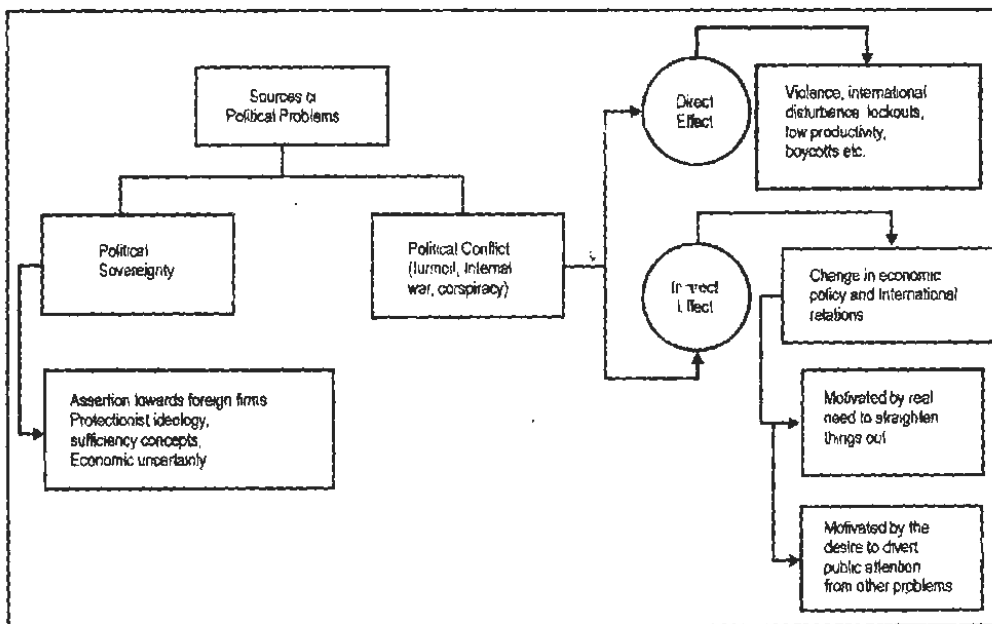 Sources of
Political Problems
Political
Sovereignty
Assertion towards foreign firms
Protectionist ideology,
sufficiency concepts,
Economic uncertainty
Political Conflict
(turmoil, Internal
war, conspiracy)
Direct
Effect
Violence, international
disturbance lockouts,
low productivity,
boycotts etc.
Indirect
Effect
Change in economic
policy and International
relations
Motivated by real
need to straighten
things out
Motivated by the
desire to divert
public attention
from other problems